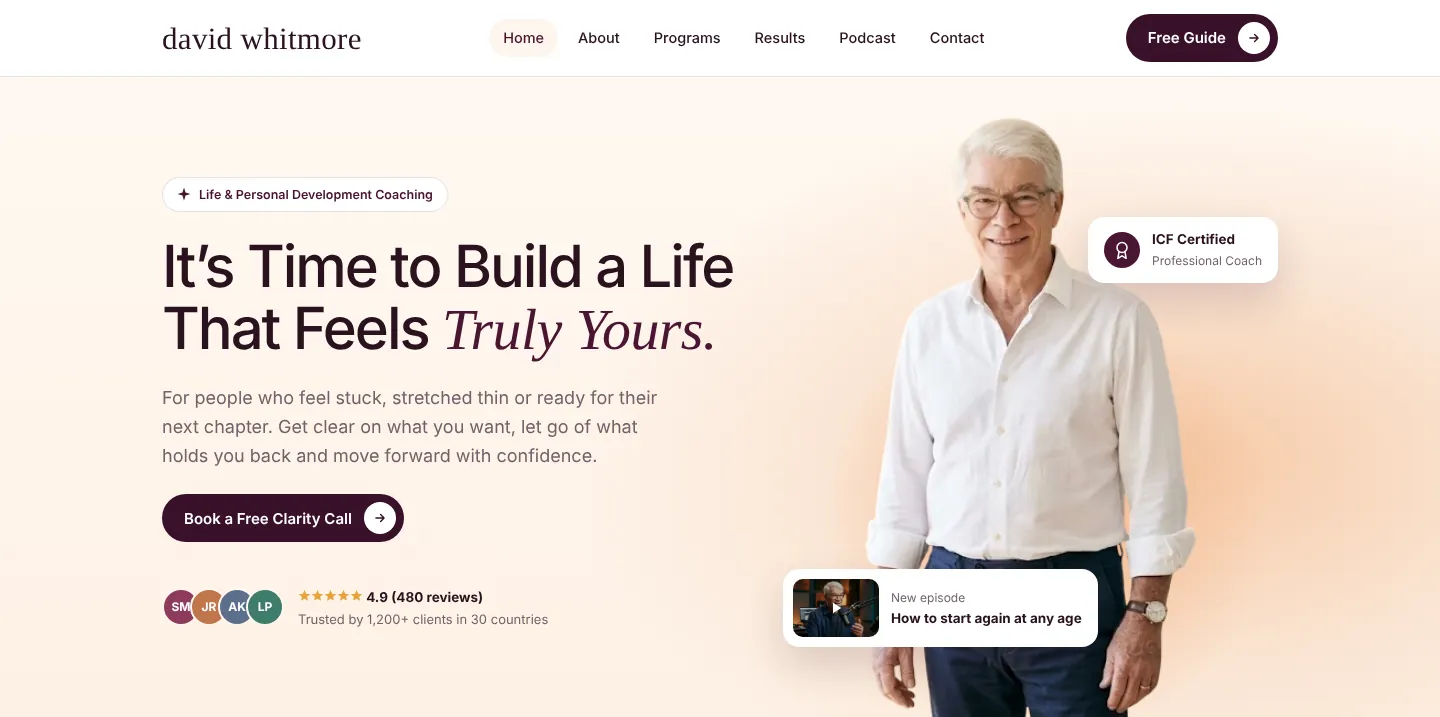 david whitmore
Home
About
Programs
Results
Podcast
Contact
Free Guide
Life & Personal Development Coaching
It’s Time to Build a Life
That Feels Truly Yours.
For people who feel stuck, stretched thin or ready for their
next chapter. Get clear on what you want, let go of what
holds you back and move forward with confidence.
Book a Free Clarity Call
SM
JR
AK
LP
4.9 (480 reviews)
Trusted by 1,200+ clients in 30 countries
ICF Certified
Professional Coach
New episode
How to start again at any age